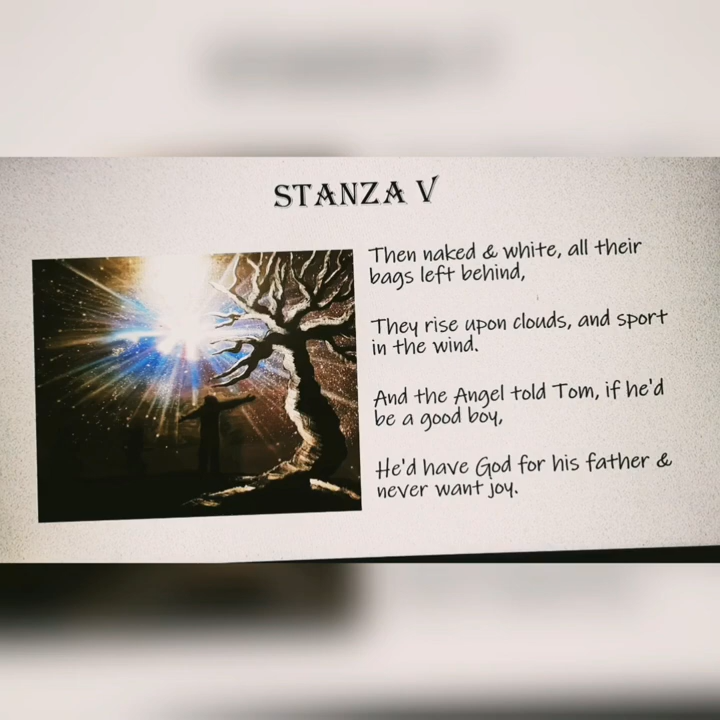 STANZA V
Then naked & white, all their
bags left behind,
They rise upon clouds, and sport
in the wind.
And the Angel told Tom, if he'd
be a good boy,
He'd have God for his father &
never want joy.